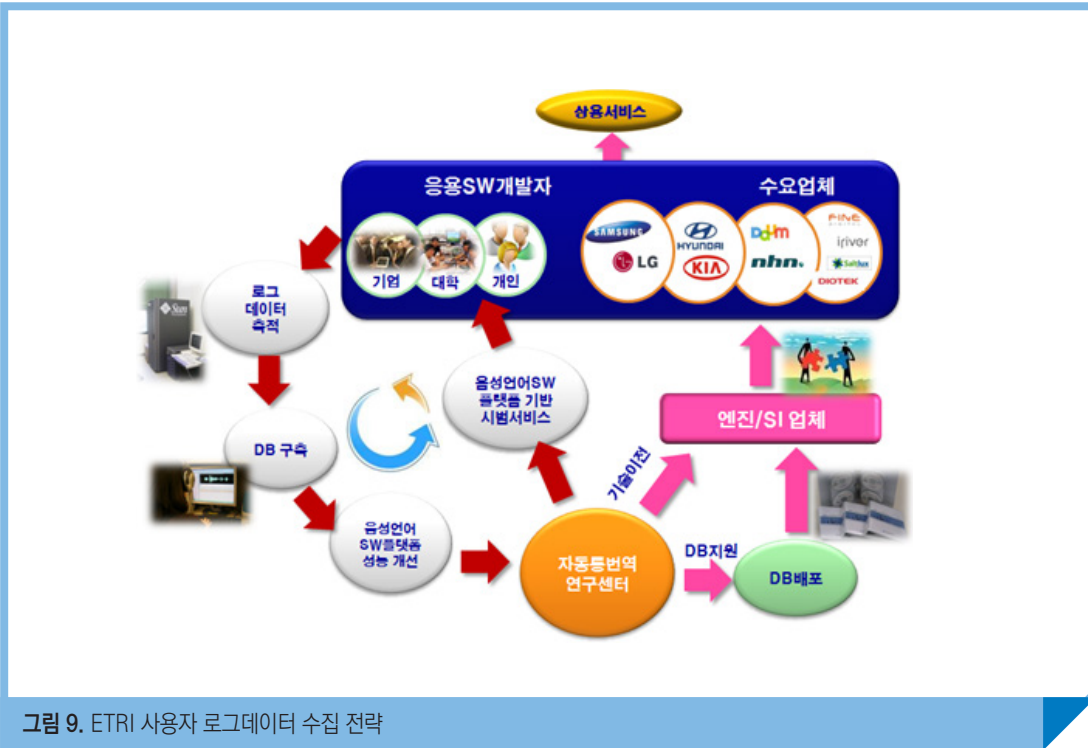 상용서비스
응용SW개발자
수요업체
기업
대학
개인
SAMSUNG
LG
HYUNDAI
KIA
Daum
nhn.
FINE
DIGITAL
iriver
Saltlux
DIOTEK
로그
데이터
축적
Sun
DB 구축
음성언어
SW플랫폼
성능 개선
음성언어SW
플랫폼 기반
시범서비스
자동통번역
연구센터
기술이전
DB지원
DB배포
엔진/SI 업체
그림 9. ETRI 사용자 로그데이터 수집 전략